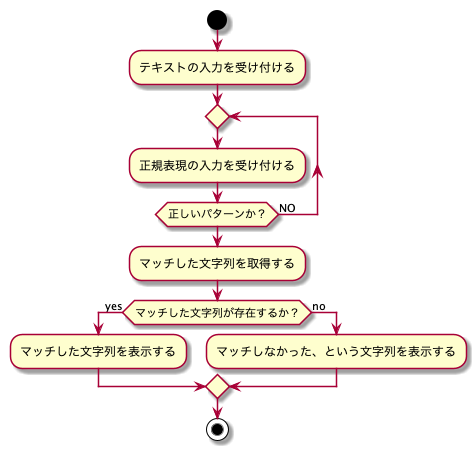 テキストの入力を受け付ける
正規表現の入力を受け付ける
正しいパターンか？
NO
マッチした文字列を取得する
yes
マッチした文字列が存在するか？
no
マッチした文字列を表示する
マッチしなかった、という文字列を表示する